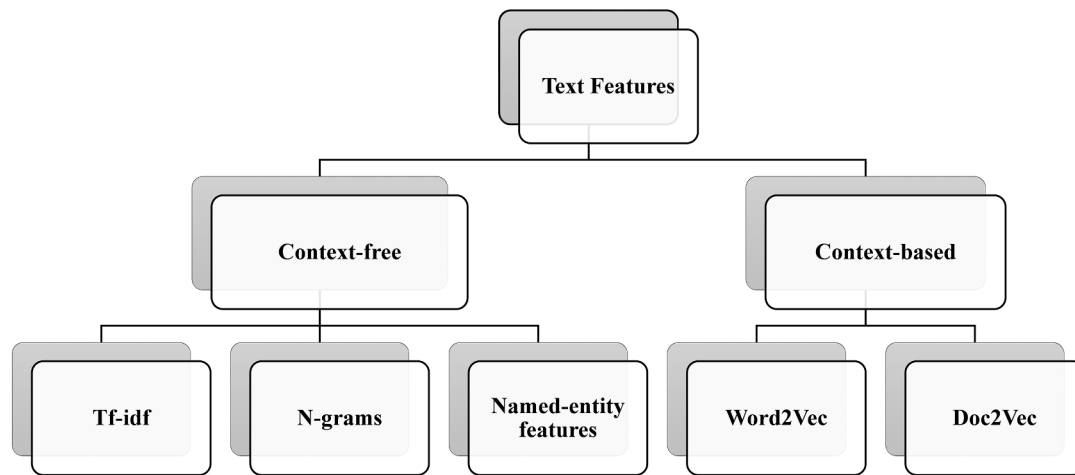 Text Features
Context-free
Context-based
Tf-idf
N-grams
Named-entity
features
Word2Vec
Doc2Vec